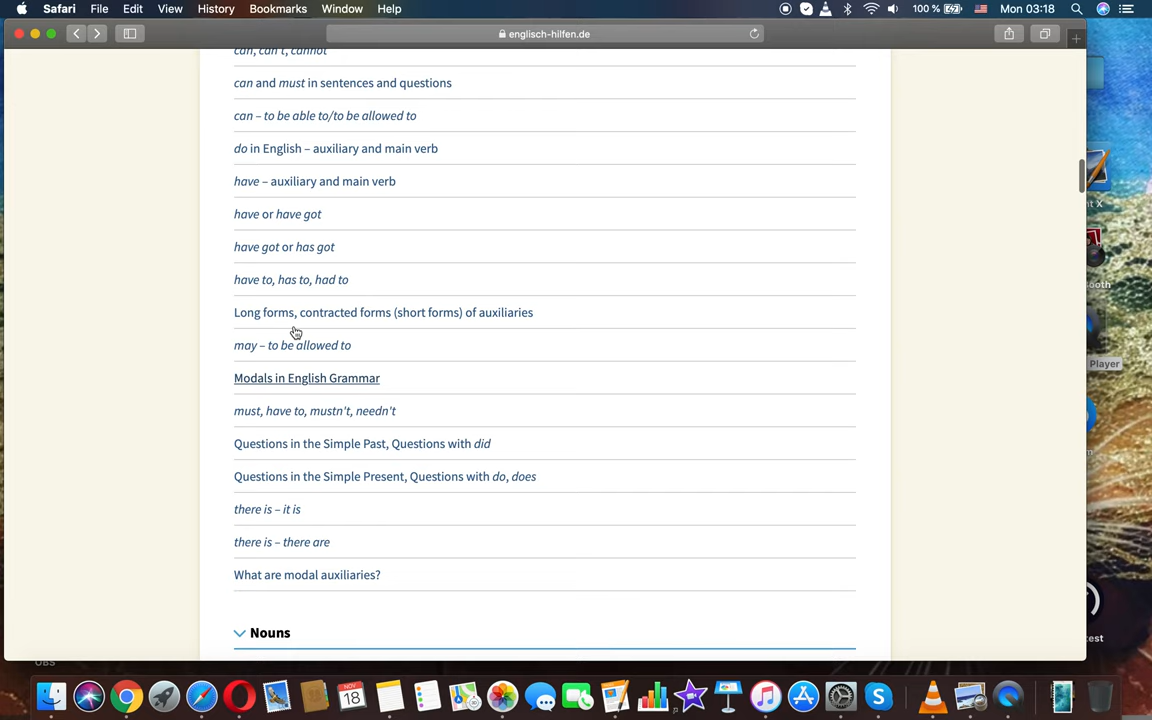 Safari File Edit View History Bookmarks Window Help 100 % Mon 03:18
englisch-hilfen.de
can, can't, cannot
can and must in sentences and questions
can – to be able to/to be allowed to
do in English – auxiliary and main verb
have – auxiliary and main verb
have or have got
have got or has got
have to, has to, had to
Long forms, contracted forms (short forms) of auxiliaries
may – to be allowed to
Modals in English Grammar
must, have to, mustn't, needn't
Questions in the Simple Past, Questions with did
Questions in the Simple Present, Questions with do, does
there is – it is
there is – there are
What are modal auxiliaries?
Nouns
nt X
ooth
Player
m
test
OBS
NOV
18